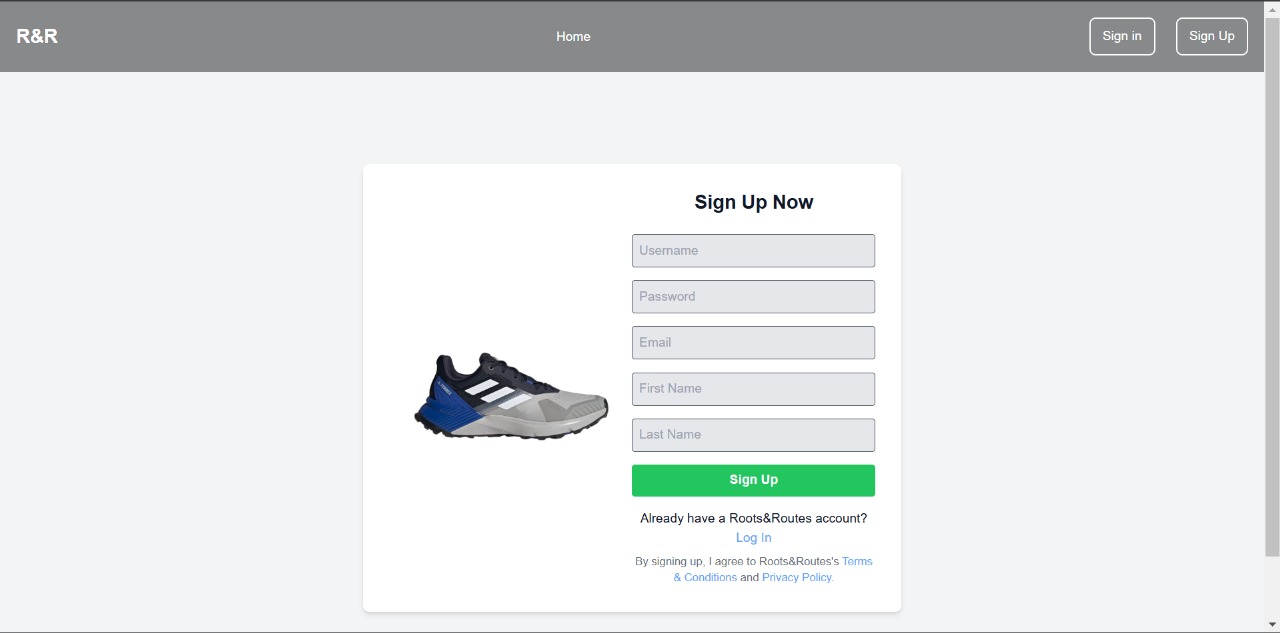 R&R
Home
Sign in
Sign Up
Sign Up Now
Username
Password
Email
First Name
Last Name
Sign Up
Already have a Roots&Routes account?
Log In
By signing up, I agree to Roots&Routes's Terms
& Conditions and Privacy Policy.